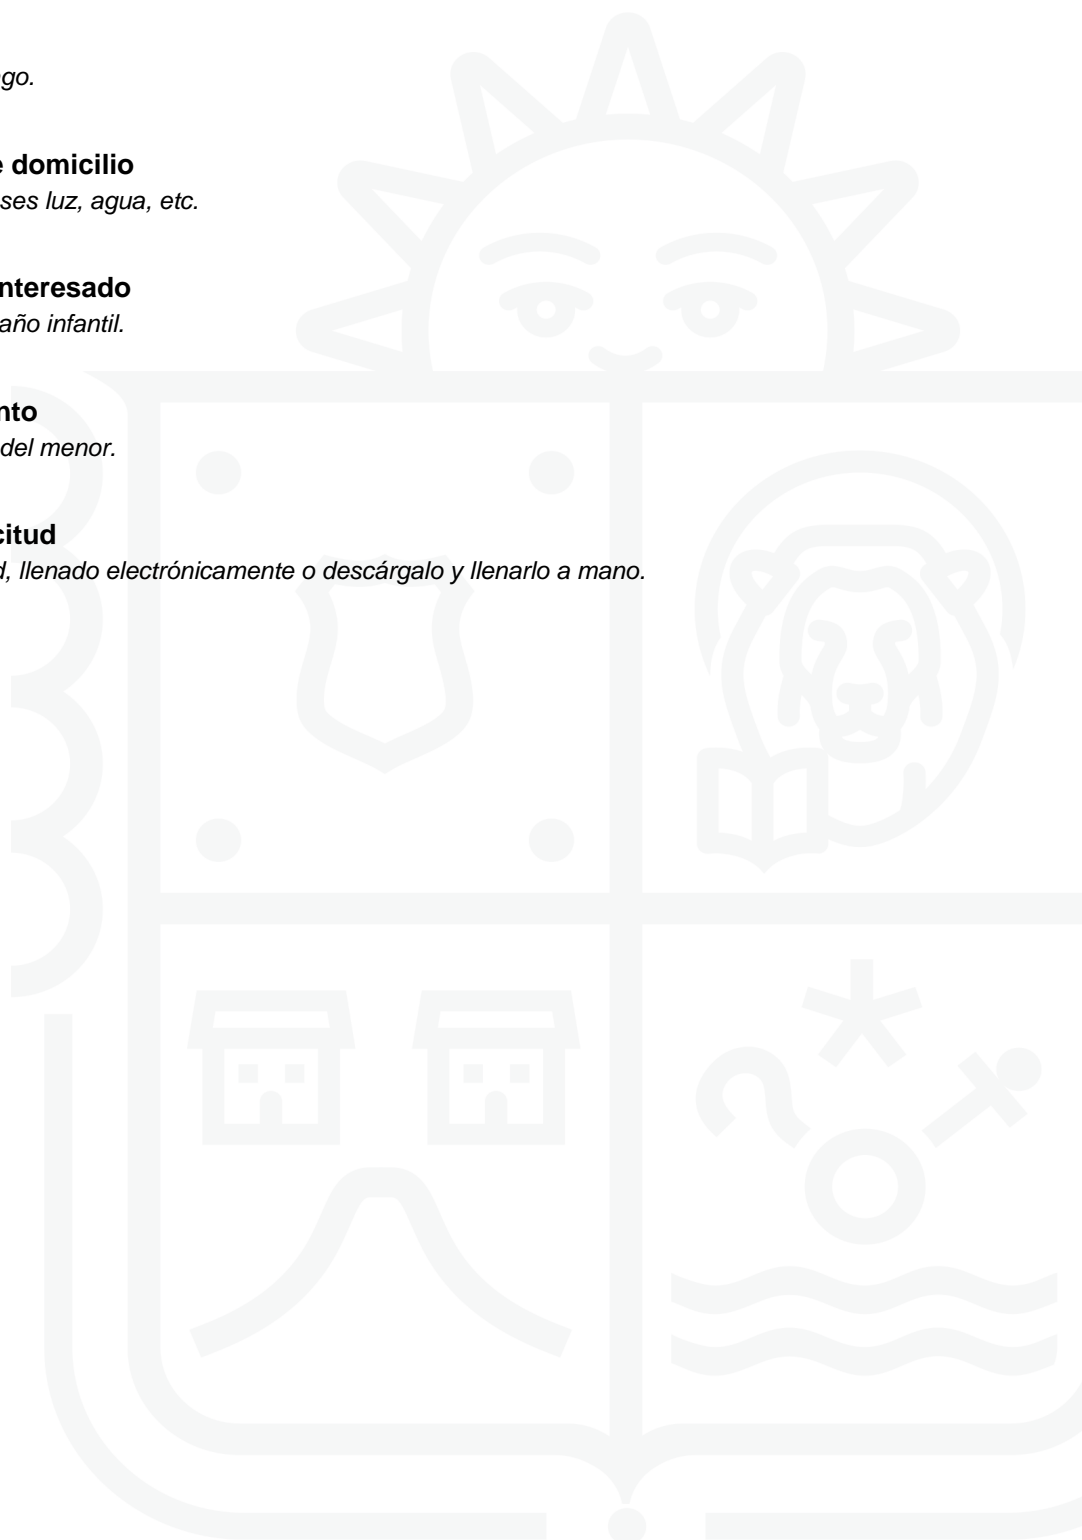 go.
e domicilio
ses luz, agua, etc.
nteresado
año infantil.
nto
del menor.
citud
d, llenado electrónicamente o descárgalo y llenarlo a mano.